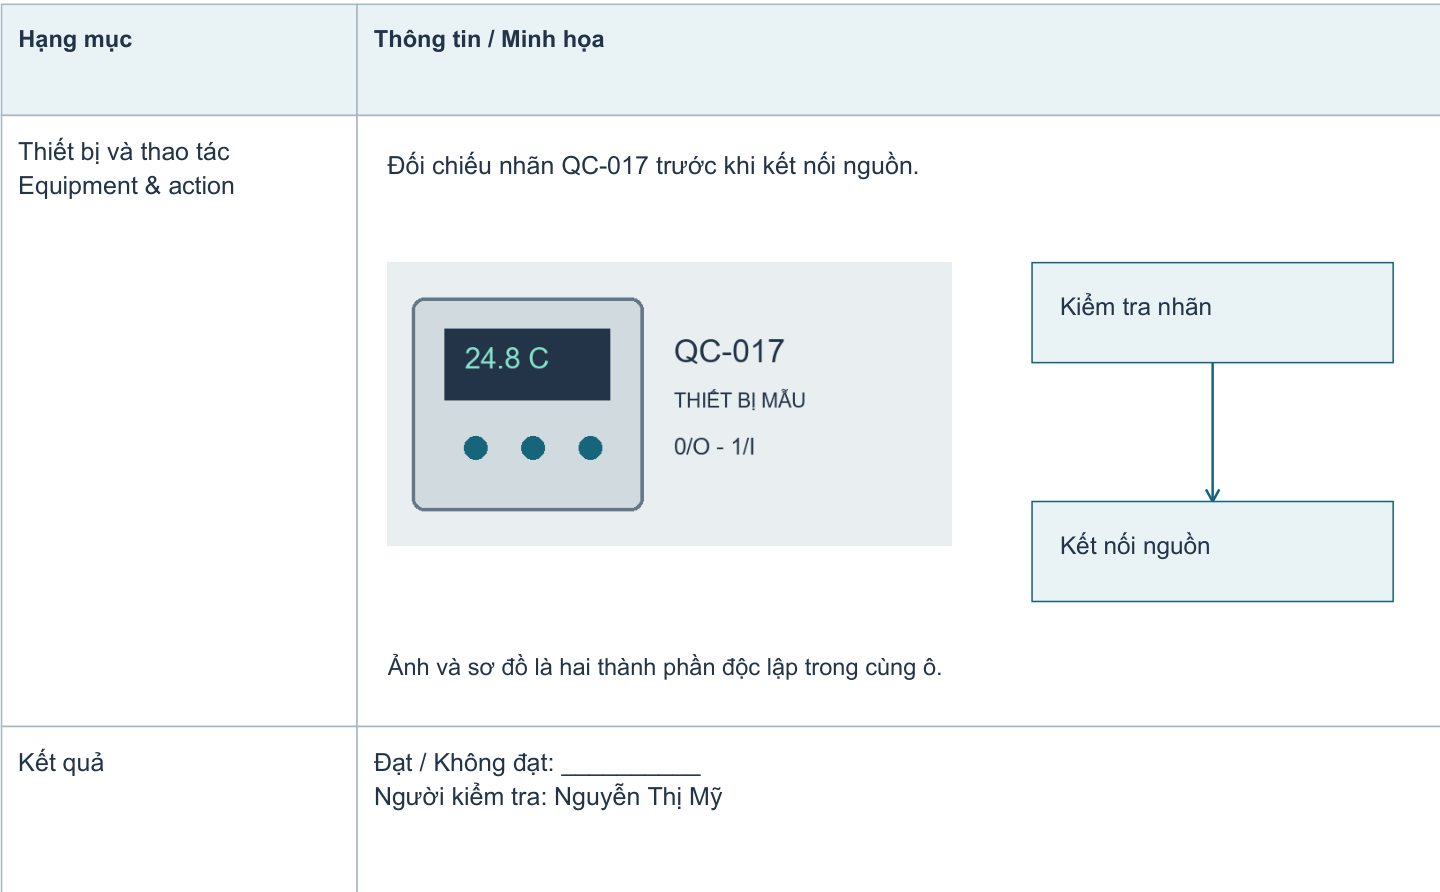 Hạng mục
Thông tin / Minh họa
Thiết bị và thao tác
Equipment & action
Đối chiếu nhãn QC-017 trước khi kết nối nguồn.
24.8 C
QC-017
THIẾT BỊ MẪU
0/O - 1/I
Kiểm tra nhãn
Kết nối nguồn
Ảnh và sơ đồ là hai thành phần độc lập trong cùng ô.
Kết quả
Đạt / Không đạt: __________
Người kiểm tra: Nguyễn Thị Mỹ